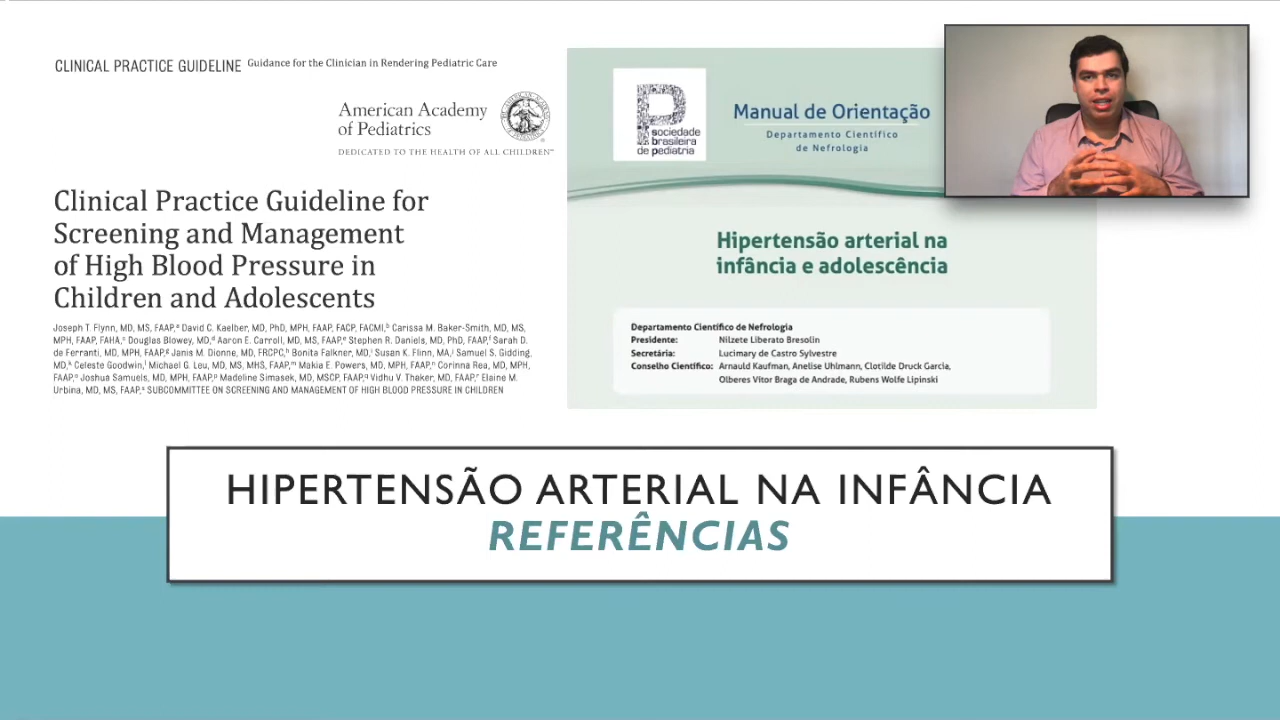 CLINICAL PRACTICE GUIDELINE Guidance for the Clinician in Rendering Pediatric Care
American Academy
of Pediatrics
DEDICATED TO THE HEALTH OF ALL CHILDREN™
Clinical Practice Guideline for
Screening and Management
of High Blood Pressure in
Children and Adolescents
Joseph T. Flynn, MD, MS, FAAP,a David C. Kaelber, MD, PhD, MPH, FAAP, FACP, FACMI,b Carissa M. Baker-Smith, MD, MS,
MPH, FAAP, FAHA,c Douglas Blowey, MD,d Aaron E. Carroll, MD, MS, FAAP,e Stephen R. Daniels, MD, PhD, FAAP,f Sarah D.
de Ferranti, MD, MPH, FAAP,g Janis M. Dionne, MD, FRCPC,h Bonita Falkner, MD,i Susan K. Flinn, MA,j Samuel S. Gidding,
MD,k Celeste Goodwin,l Michael G. Leu, MD, MS, MHS, FAAP,m Makia E. Powers, MD, MPH, FAAP,n Corinna Rea, MD, MPH,
FAAP,o Joshua Samuels, MD, MPH, FAAP,p Madeline Simasek, MD, MSCP, FAAP,q Vidhu V. Thaker, MD, FAAP,r Elaine M.
Urbina, MD, MS, FAAP,s SUBCOMMITTEE ON SCREENING AND MANAGEMENT OF HIGH BLOOD PRESSURE IN CHILDREN
sociedade
brasileira
de pediatria
Manual de Orientação
Departamento Científico
de Nefrologia
Hipertensão arterial na
infância e adolescência
Departamento Científico de Nefrologia
Presidente: Nilzete Liberato Bresolin
Secretária: Lucimary de Castro Sylvestre
Conselho Científico: Arnauld Kaufman, Anelise Uhlmann, Clotilde Druck Garcia,
Olberes Vitor Braga de Andrade, Rubens Wolfe Lipinski
HIPERTENSÃO ARTERIAL NA INFÂNCIA
REFERÊNCIAS